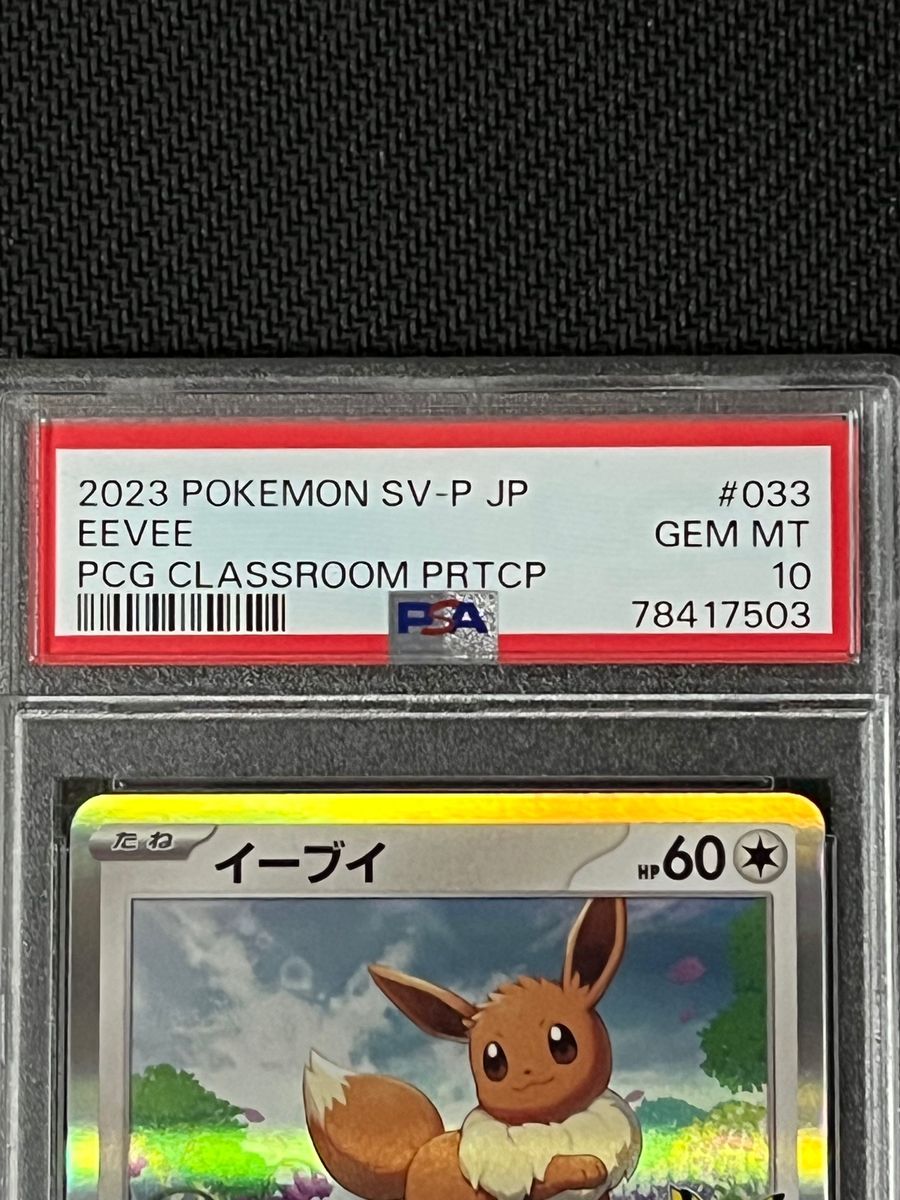 2023 POKEMON SV-P JP #033
EEVEE GEM MT
PCG CLASSROOM PRTCP 10
PSA 78417503
たね イーブイ HP60